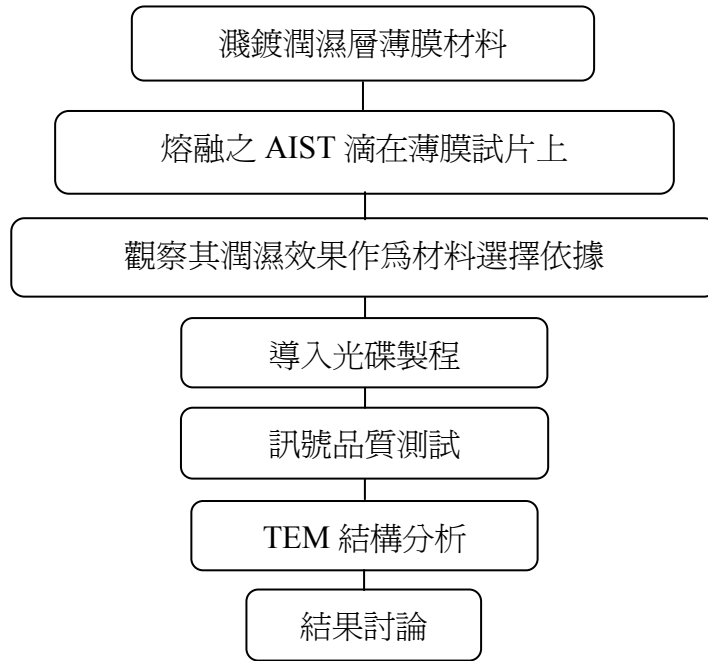 濺鍍潤濕層薄膜材料
熔融之 AIST 滴在薄膜試片上
觀察其潤濕效果作為材料選擇依據
導入光碟製程
訊號品質測試
TEM 結構分析
結果討論